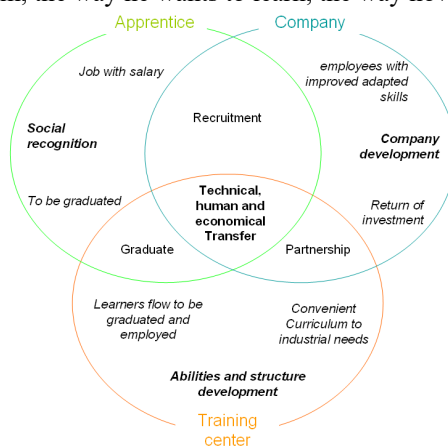 Apprentice
Company
Job with salary
employees with
improved adapted
skills
Recruitment
Social
recognition
Company
development
To be graduated
Technical,
human and
economical
Transfer
Return of
investment
Graduate
Partnership
Learners flow to be
graduated and
employed
Convenient
Curriculum to
industrial needs
Abilities and structure
development
Training
center